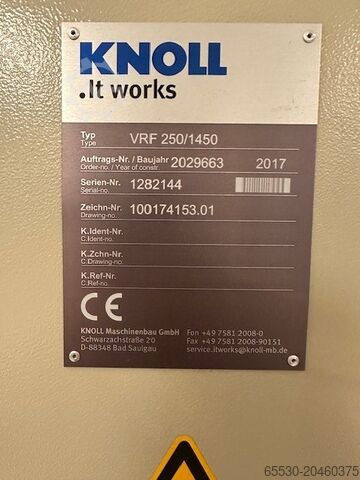 KNOLL
.It works
Typ VRF 250/1450
Type
Auftrags-Nr. / Baujahr 2029663 2017
Order-no. / Year of constr.
Serien-Nr. 1282144
Serial-no.
Zeichn-Nr. 100174153.01
Drawing-no.
K.Ident-Nr.
C.Ident-no.
K.Zchn-Nr.
C.Drawing-no.
K.Ref-Nr.
C.Ref-no.
CE
KNOLL Maschinenbau GmbH Fon +49 7581 2008-0
Schwarzachstraße 20 Fax +49 7581 2008-90151
D-88348 Bad Saulgau service.itworks@knoll-mb.de
65530-20460375